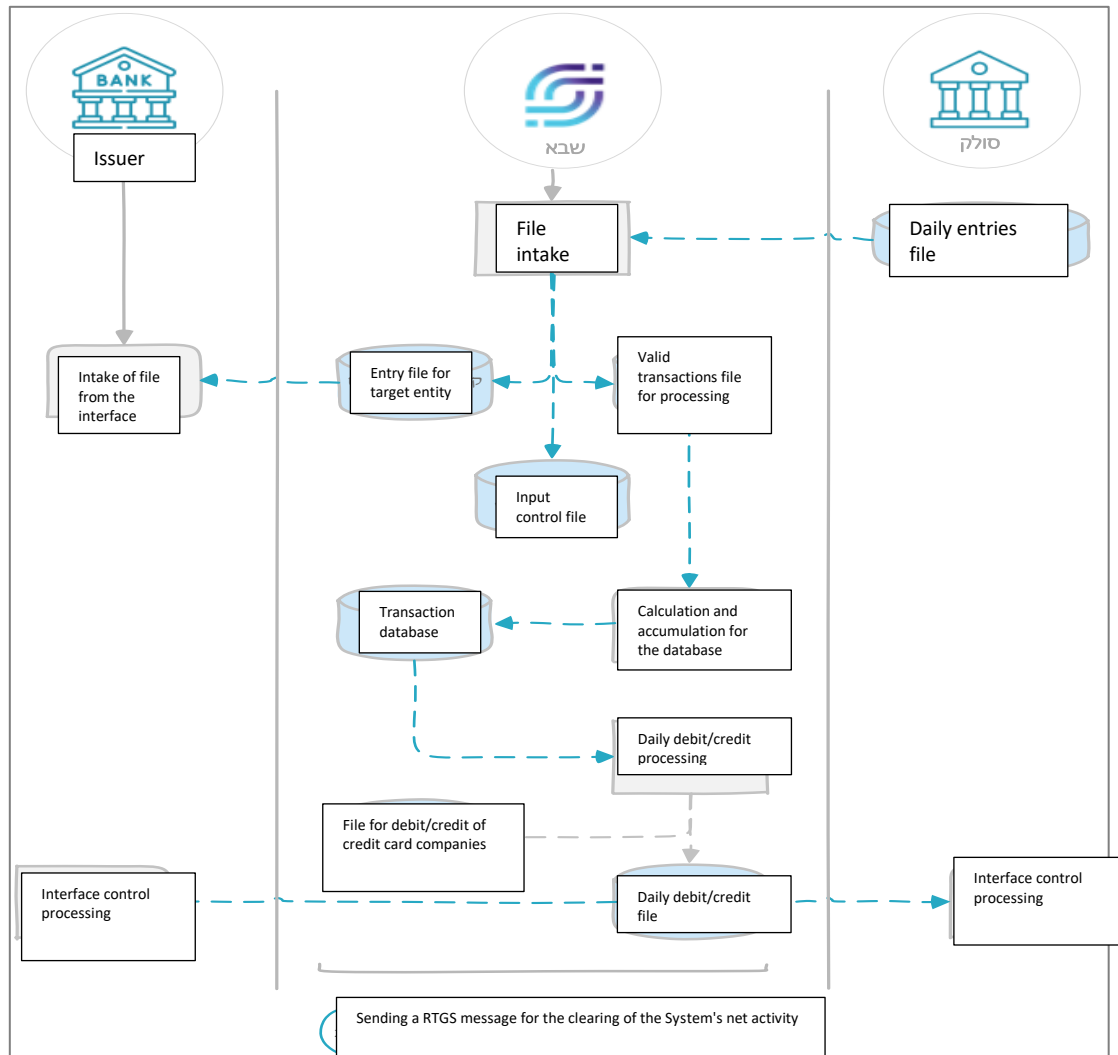 BANK
Issuer
שבא
סולק
File
intake
Daily entries
file
Intake of file
from the
interface
Entry file for
target entity
Valid
transactions file
for processing
Input
control file
Transaction
database
Calculation and
accumulation for
the database
Daily debit/credit
processing
File for debit/credit of
credit card companies
Interface control
processing
Daily debit/credit
file
Interface control
processing
Sending a RTGS message for the clearing of the System's net activity